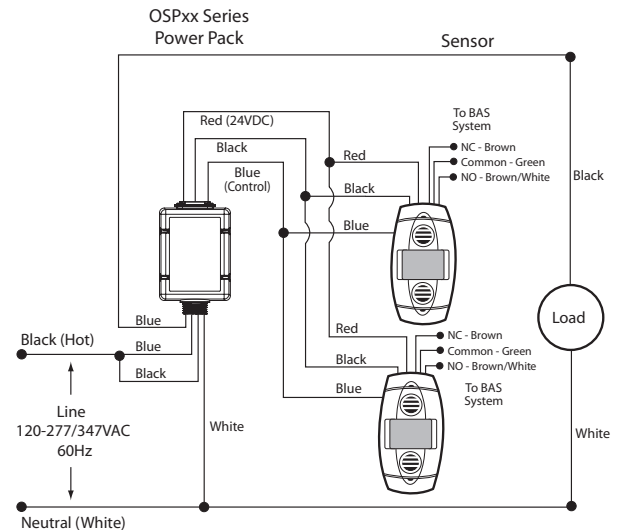 OSPxx Series
Power Pack
Sensor
Red (24VDC)
Black
Blue
(Control)
To BAS
System
NC - Brown
Common - Green
NO - Brown/White
Red
Black
Blue
Black
Load
Blue
Blue
Black
Black (Hot)
Line
120-277/347VAC
60Hz
White
Red
Black
Blue
NC - Brown
Common - Green
NO - Brown/White
To BAS
System
White
Neutral (White)